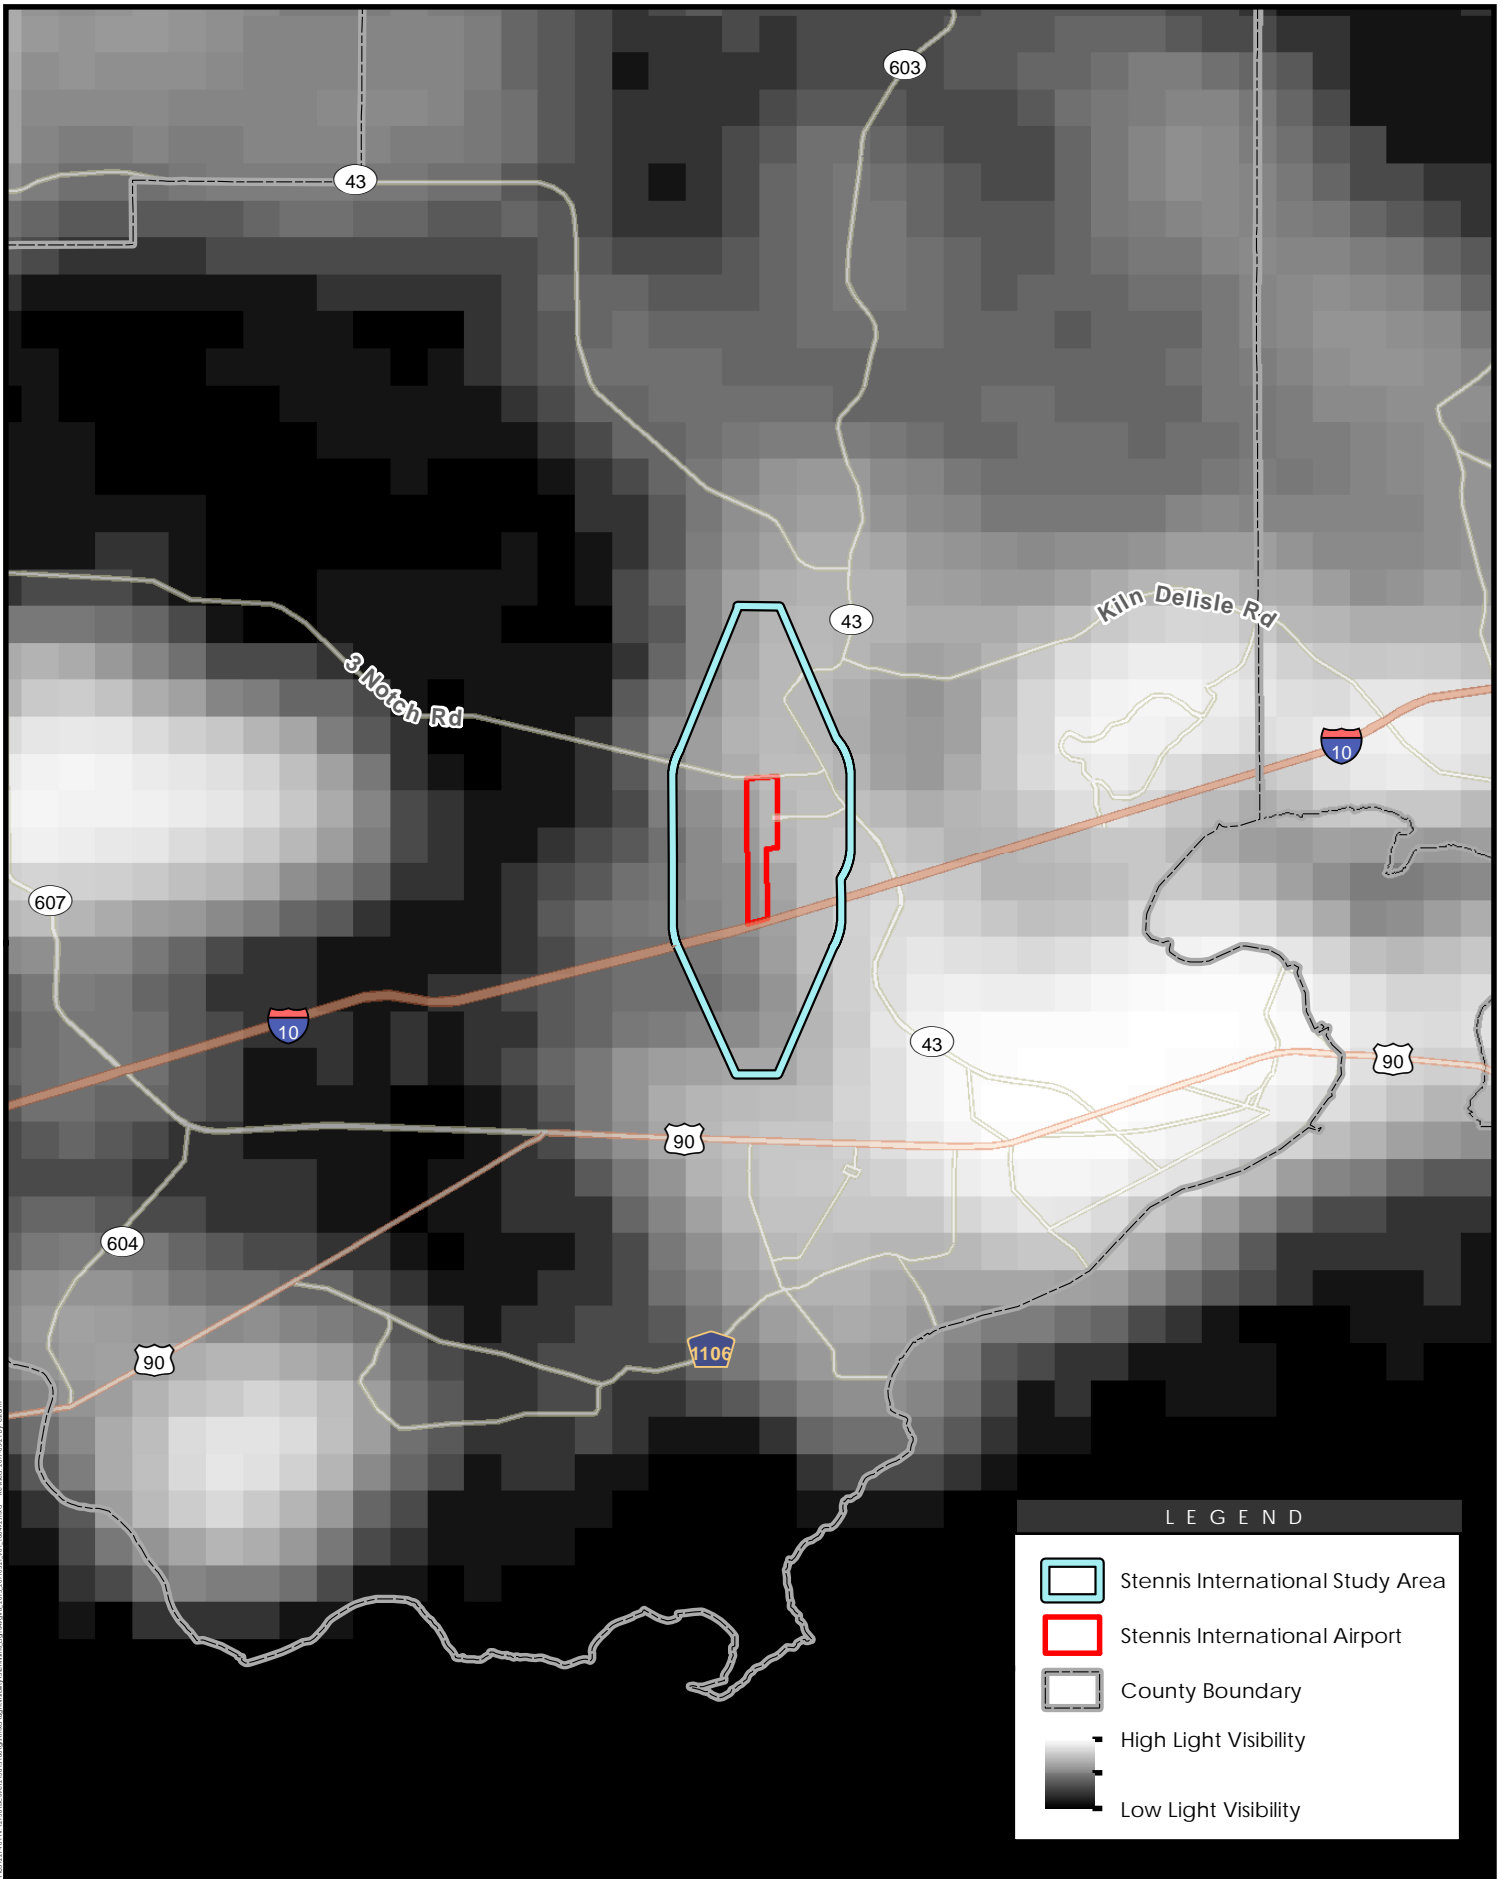 603
43
43
Kiln Delisle Rd
3 Notch Rd
10
607
10
43
90
90
604
1106
90
LEGEND
Stennis International Study Area
Stennis International Airport
County Boundary
High Light Visibility
Low Light Visibility